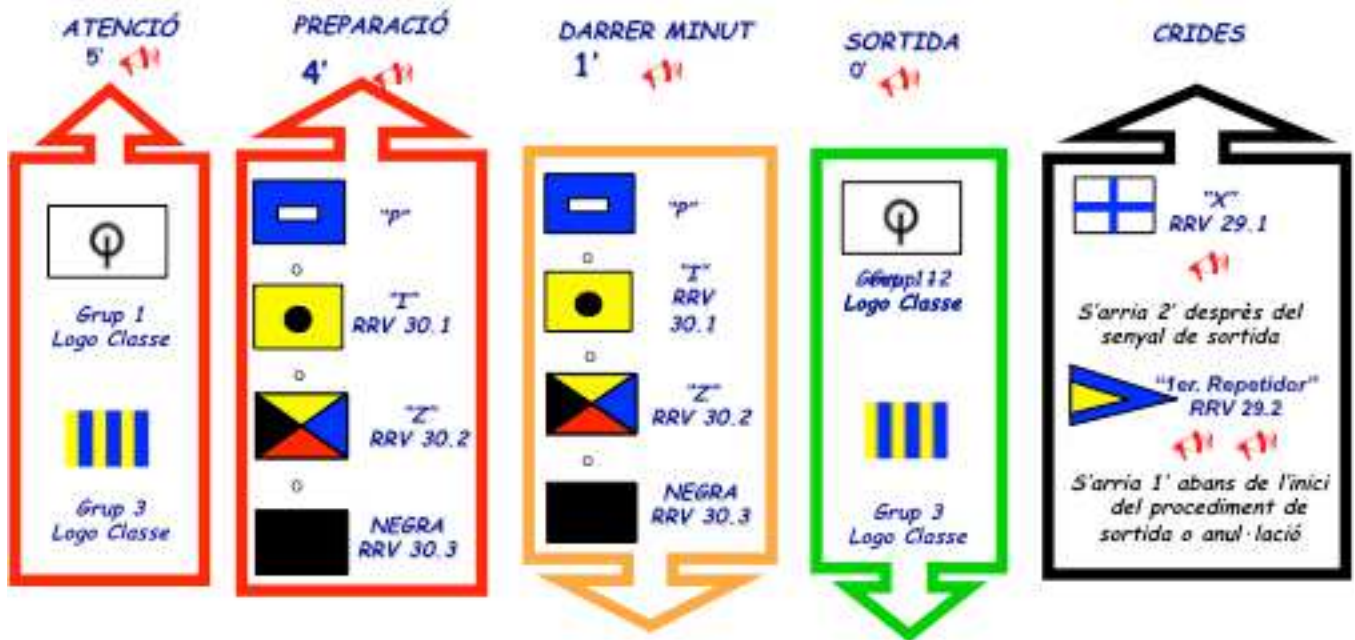 ATENCIÓ
5'
Grup 1
Logo Classe
Grup 3
Logo Classe
PREPARACIÓ
4'
"P"
o
"I"
RRV 30.1
o
"Z"
RRV 30.2
o
NEGRA
RRV 30.3
DARRER MINUT
1'
"P"
o
"I"
RRV
30.1
o
"Z"
RRV 30.2
o
NEGRA
RRV 30.3
SORTIDA
0'
Logo Classe
Grup 3
Logo Classe
CRIDES
"X"
RRV 29.1
S'arria 2' desprès del
senyal de sortida
"1er. Repetidor"
RRV 29.2
S'arria 1' abans de l'inici
del procediment de
sortida o anul·lació